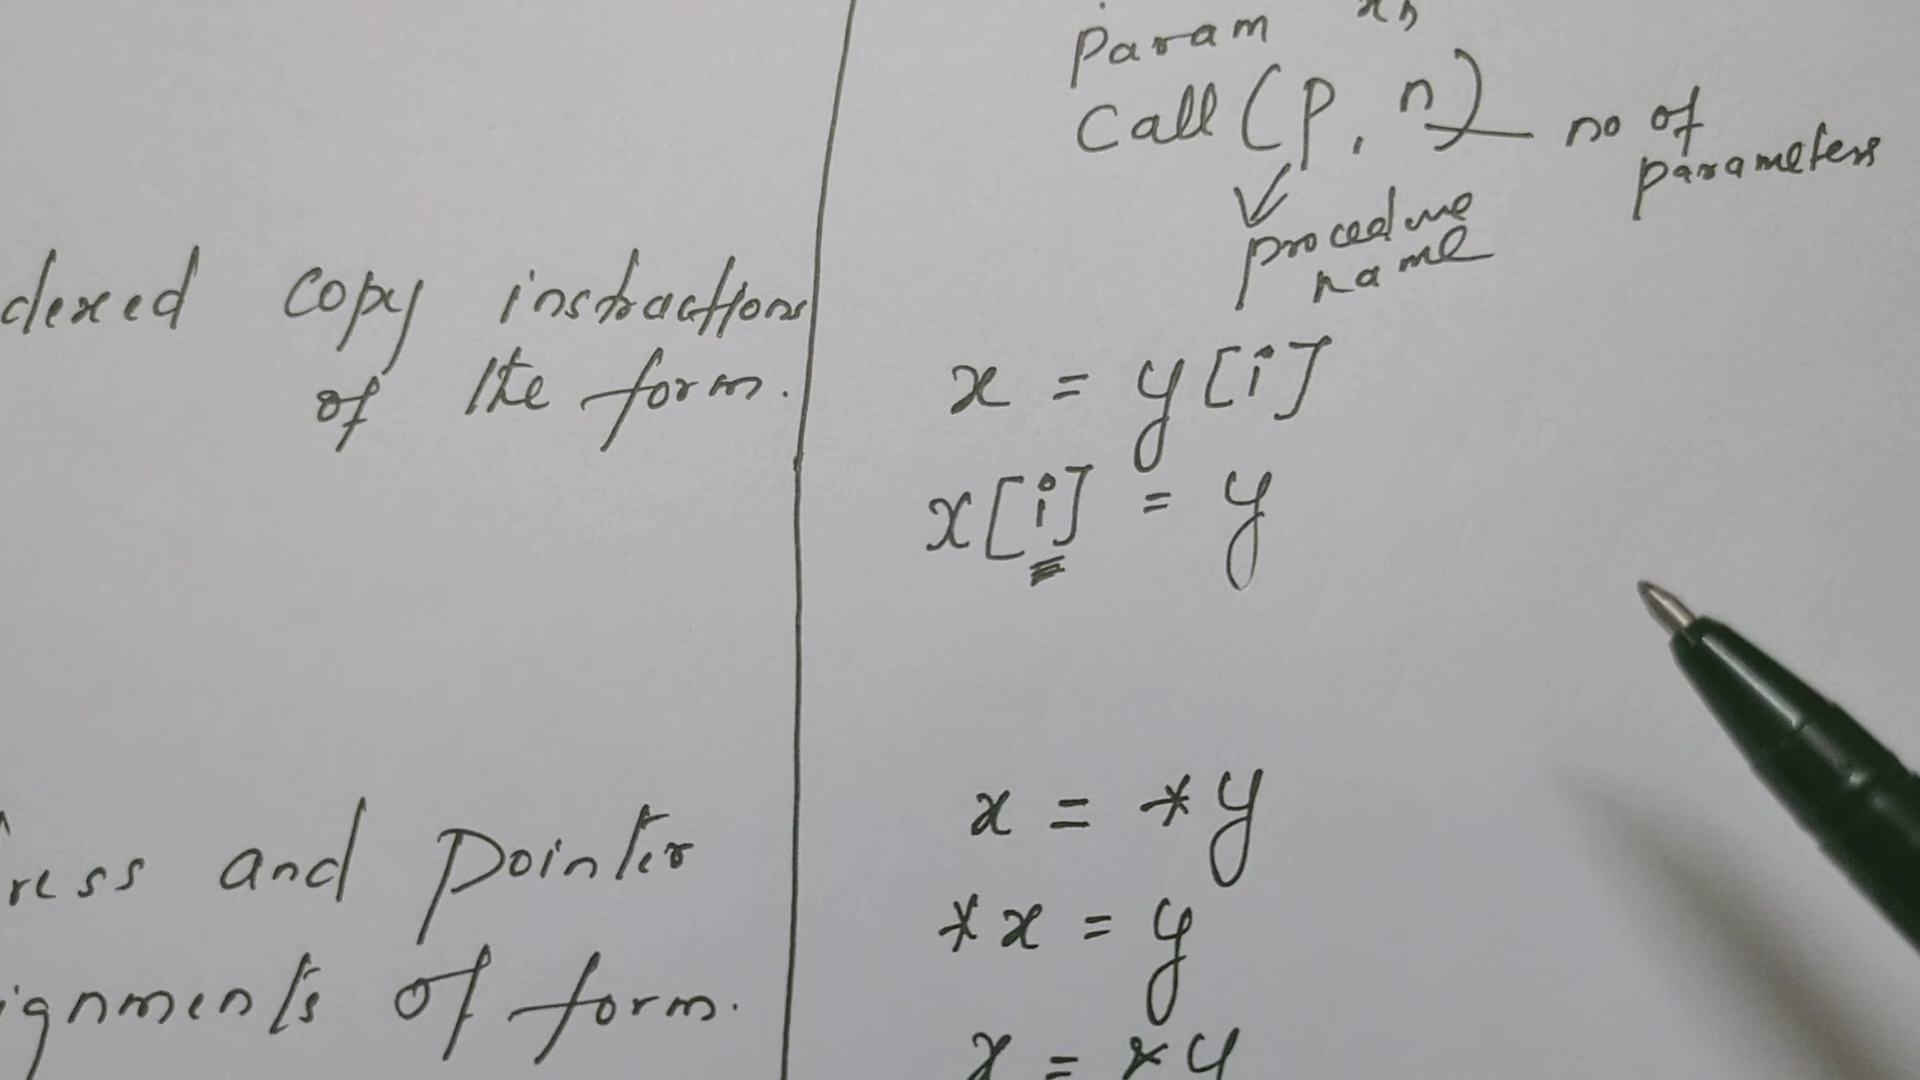 Param xn
Call (P, n) no of
parameters
procedure
name
dexed copy instructions
of the form.
x = y[i]
x[i] = y
ress and pointer
ignments of form.
x = *y
*x = y
x = *y